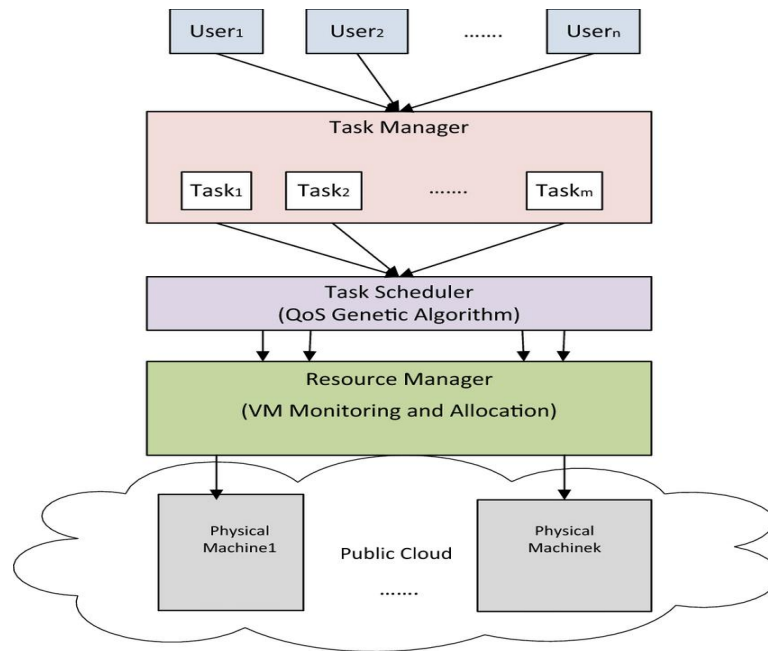 User1 User2 ....... Usern
Task Manager
Task1 Task2 ....... Taskm
Task Scheduler
(QoS Genetic Algorithm)
Resource Manager
(VM Monitoring and Allocation)
Physical
Machine1
Public Cloud
.......
Physical
Machinek